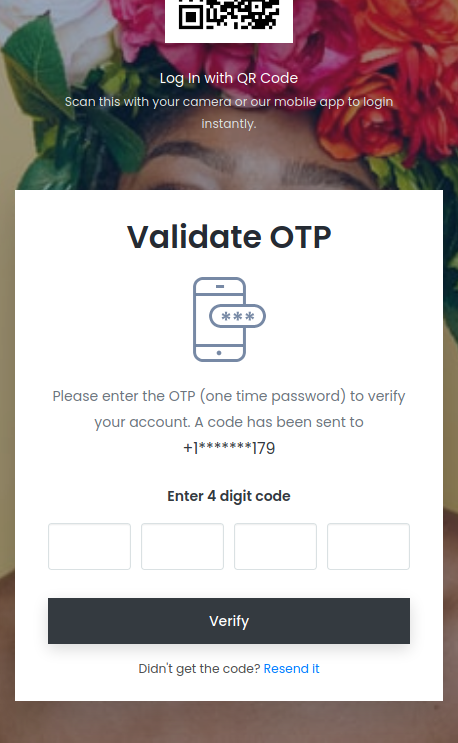 Log In with QR Code
Scan this with your camera or our mobile app to login
instantly.
Validate OTP
***
Please enter the OTP (one time password) to verify
your account. A code has been sent to
+1*******179
Enter 4 digit code
Verify
Didn't get the code? Resend it